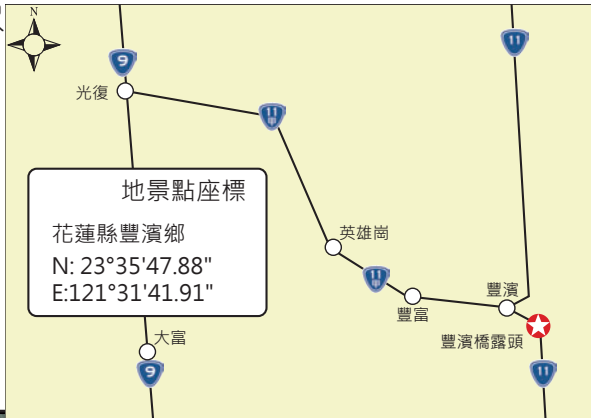 N
9
11
光復
11甲
地景點座標
花蓮縣豐濱鄉
N: 23°35'47.88"
E:121°31'41.91"
英雄崗
11甲
豐富
豐濱
豐濱橋露頭
大富
9
11